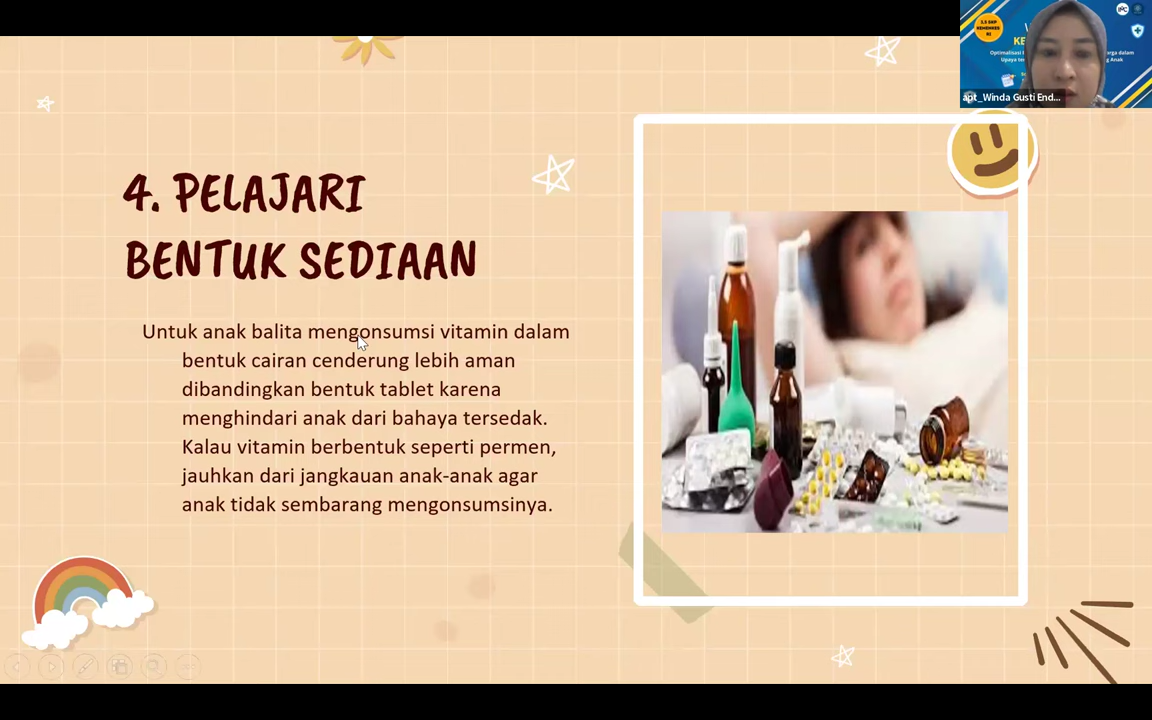 4. PELAJARI
BENTUK SEDIAAN
Untuk anak balita mengonsumsi vitamin dalam
bentuk cairan cenderung lebih aman
dibandingkan bentuk tablet karena
menghindari anak dari bahaya tersedak.
Kalau vitamin berbentuk seperti permen,
jauhkan dari jangkauan anak-anak agar
anak tidak sembarang mengonsumsinya.
apt_Winda Gusti End...